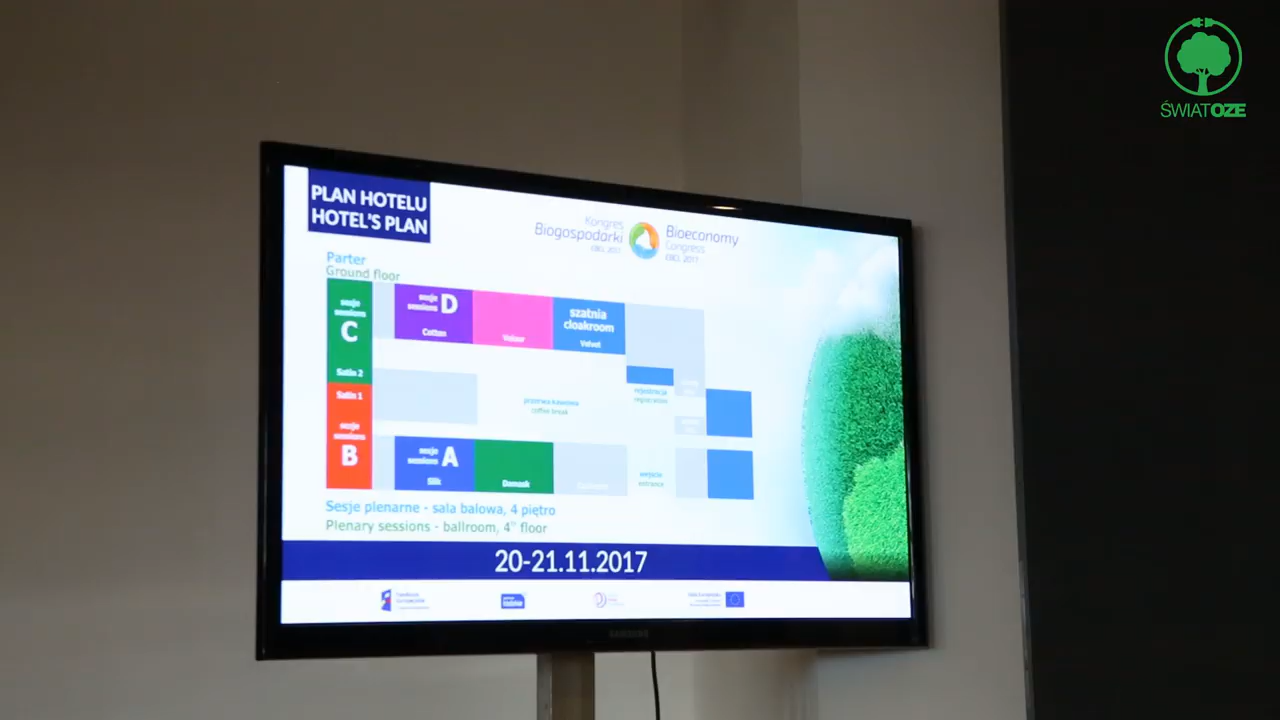 ŚWIATOZE
PLAN HOTELU
HOTEL'S PLAN
Kongres
Biogospodarki
EBCL 2017
Bioeconomy
Congress
EBCL 2017
Parter
Ground floor
sesje
sessions
C
Satin 2
sesje
sessions D
Cotton
Velour
szatnia
cloakroom
Velvet
rejestracja
registration
przerwa kawowa
coffee break
Satin 1
sesje
sessions
B
sesje
sessions A
Silk
Damask
wejście
entrance
Sesje plenarne - sala balowa, 4 piętro
Plenary sessions - ballroom, 4th floor
20-21.11.2017
SAMSUNG